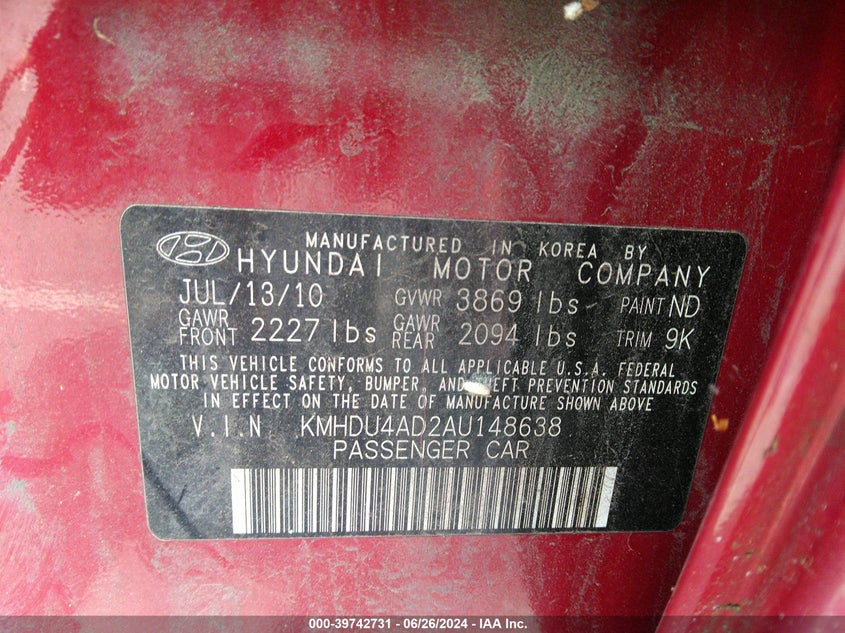 MANUFACTURED IN KOREA BY
HYUNDAI MOTOR COMPANY
JUL/13/10 GVWR 3869 lbs PAINT ND
GAWR FRONT 2227 lbs GAWR REAR 2094 lbs TRIM 9K
THIS VEHICLE CONFORMS TO ALL APPLICABLE U.S.A. FEDERAL
MOTOR VEHICLE SAFETY, BUMPER, AND THEFT PREVENTION STANDARDS
IN EFFECT ON THE DATE OF MANUFACTURE SHOWN ABOVE
V.I.N KMHDU4AD2AU148638
PASSENGER CAR
000-39742731 - 06/26/2024 - IAA Inc.